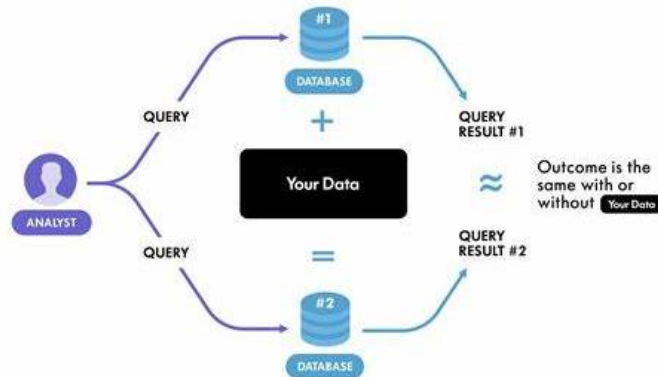 #1
DATABASE
QUERY
+
QUERY
RESULT #1
Your Data
≈
Outcome is the
same with or
without Your Data
ANALYST
QUERY
=
QUERY
RESULT #2
#2
DATABASE